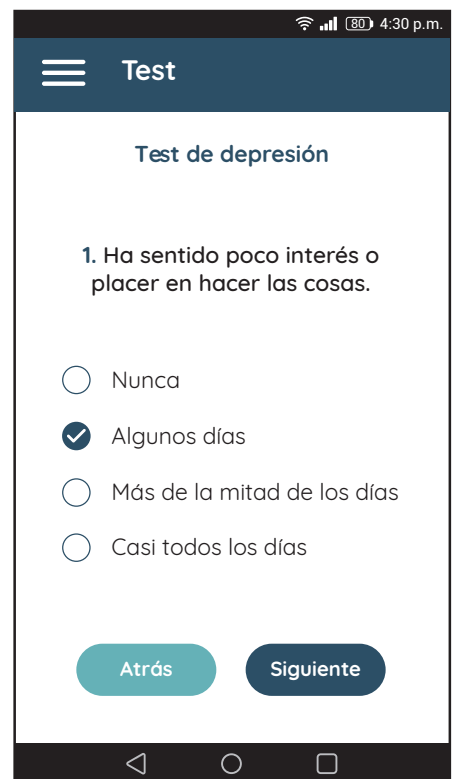 80 4:30 p.m.
Test
Test de depresión
1. Ha sentido poco interés o
placer en hacer las cosas.
Nunca
Algunos días
Más de la mitad de los días
Casi todos los días
Atrás Siguiente